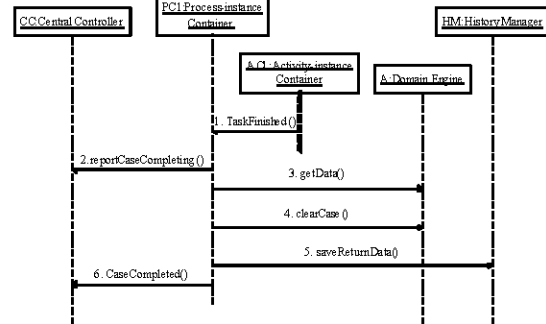 CC:Central Controller
PC1:Process-instance
Container
HM:HistoryManager
AC1:Activity-instance
Container
A:Domain Engine
1. TaskFinished()
2.reportCaseCompleting()
3. getData()
4. clearCase()
5. saveReturnData()
6. CaseCompleted()